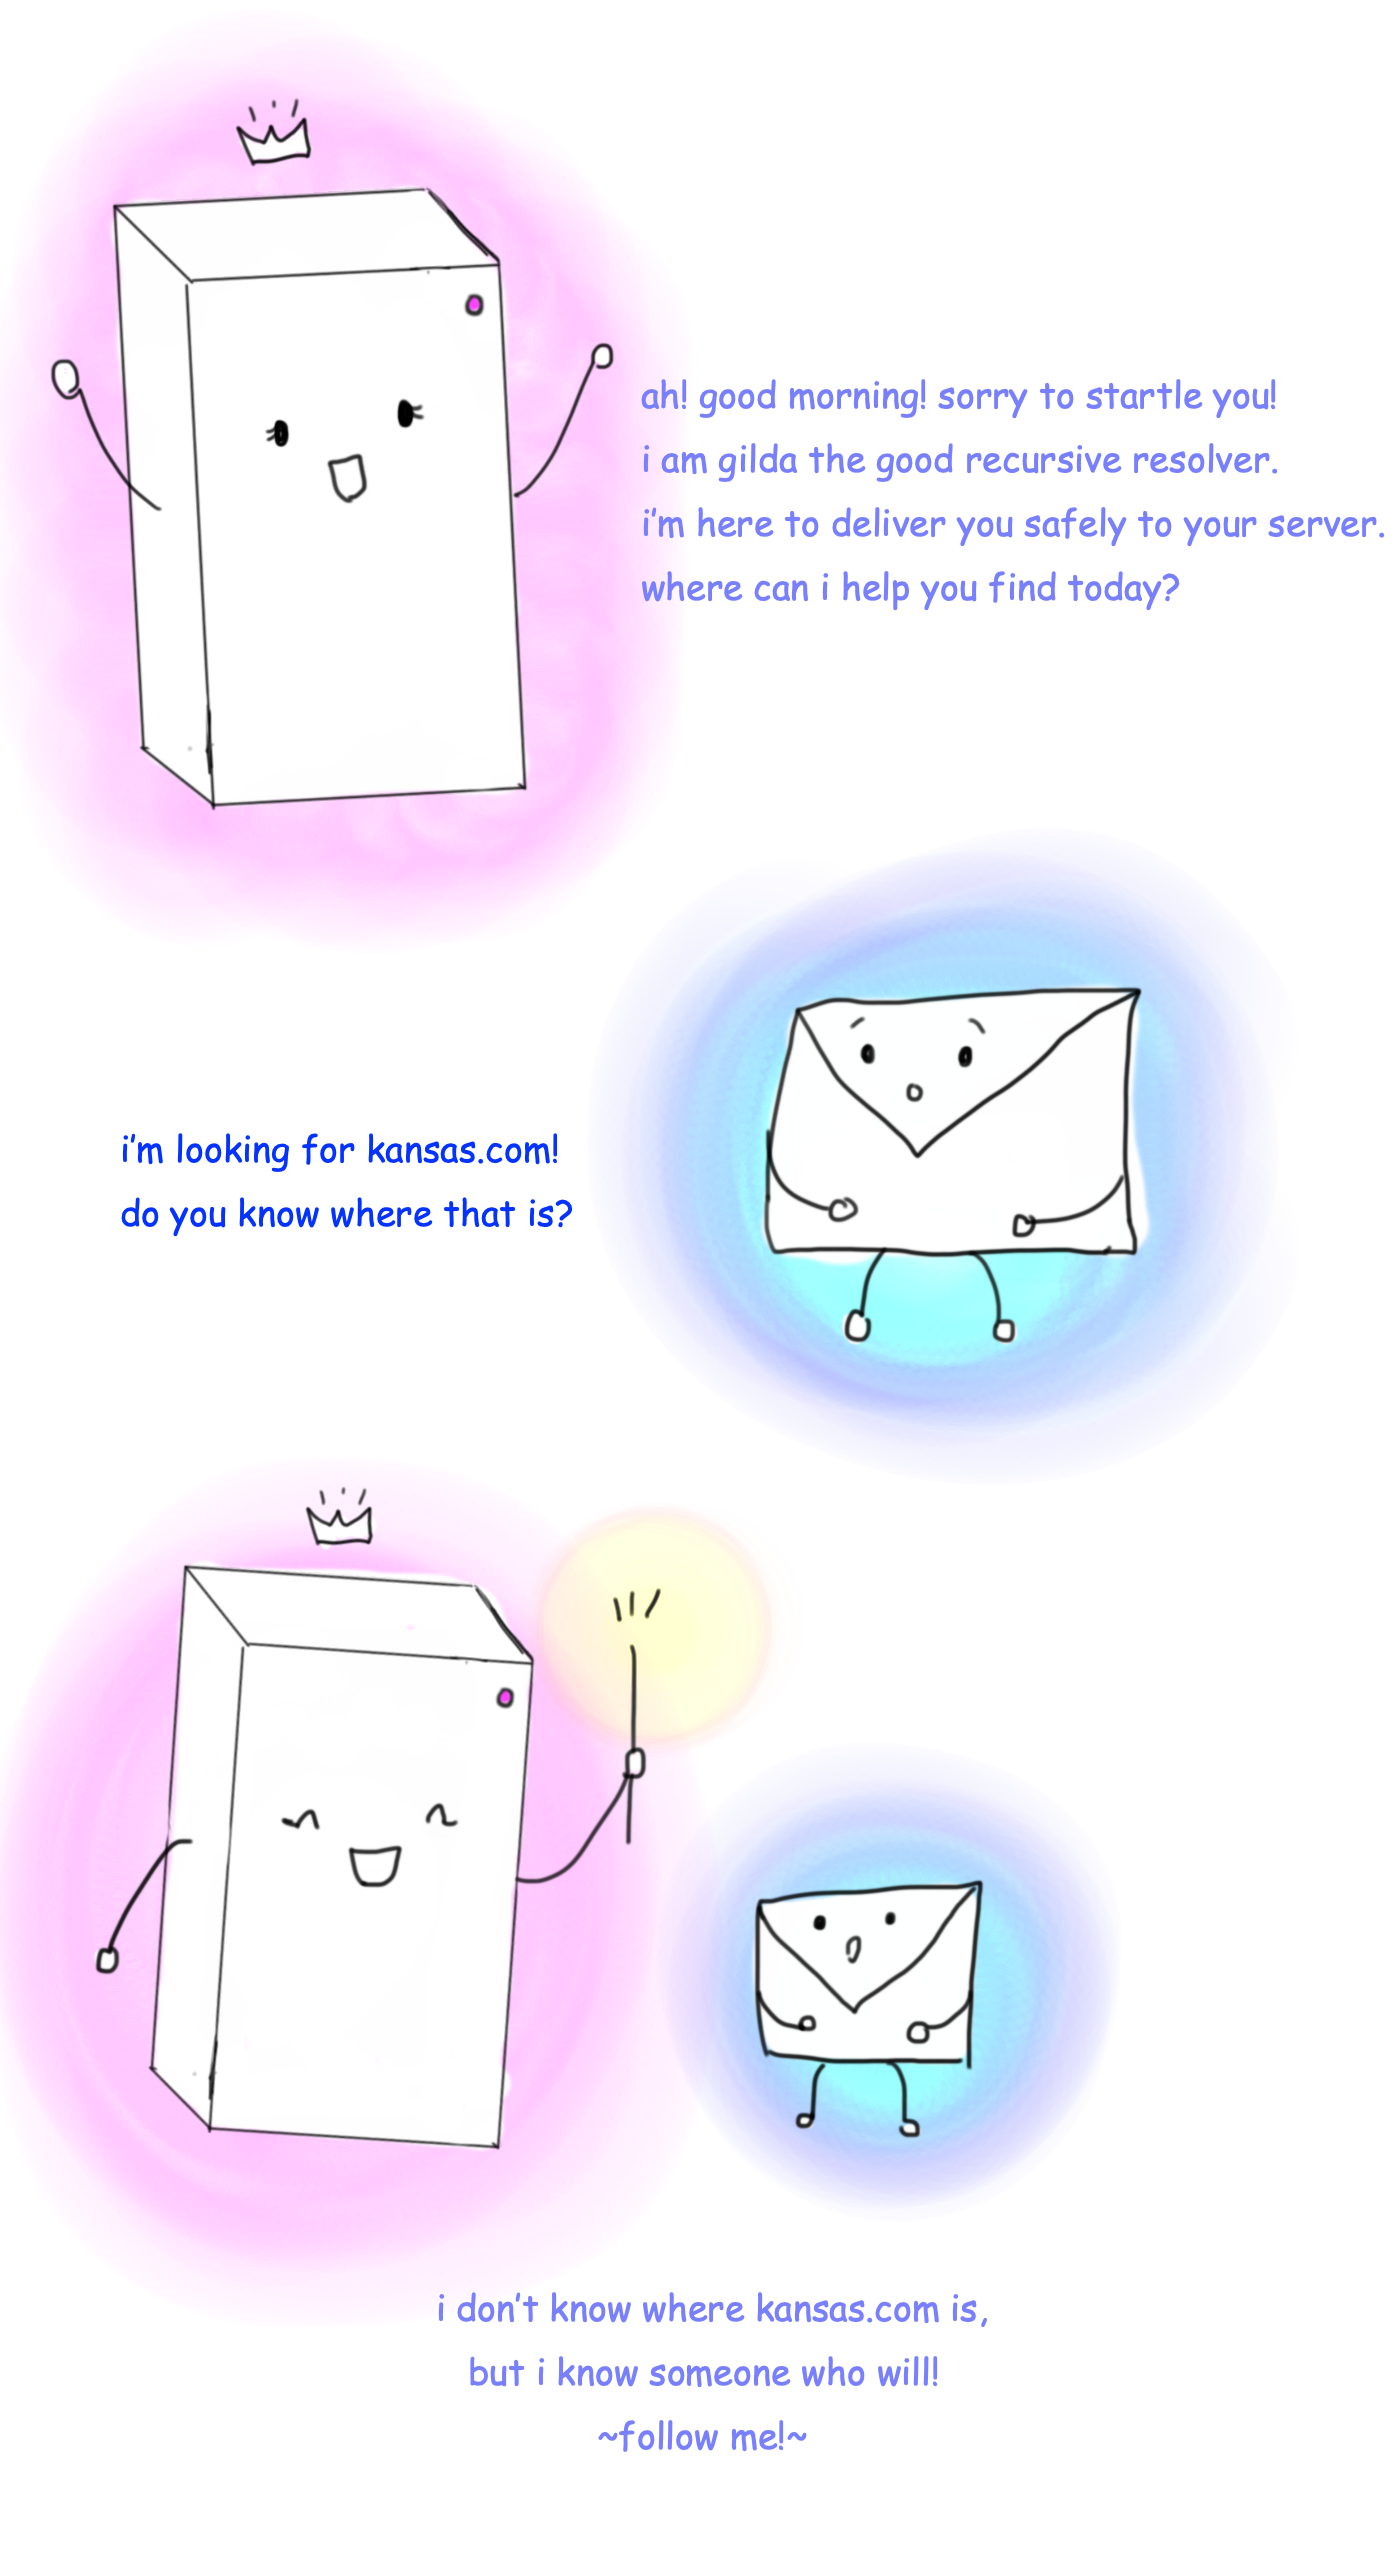 ah! good morning! sorry to startle you!
i am gilda the good recursive resolver.
i'm here to deliver you safely to your server.
where can i help you find today?
i'm looking for kansas.com!
do you know where that is?
i don't know where kansas.com is,
but i know someone who will!
~follow me!~